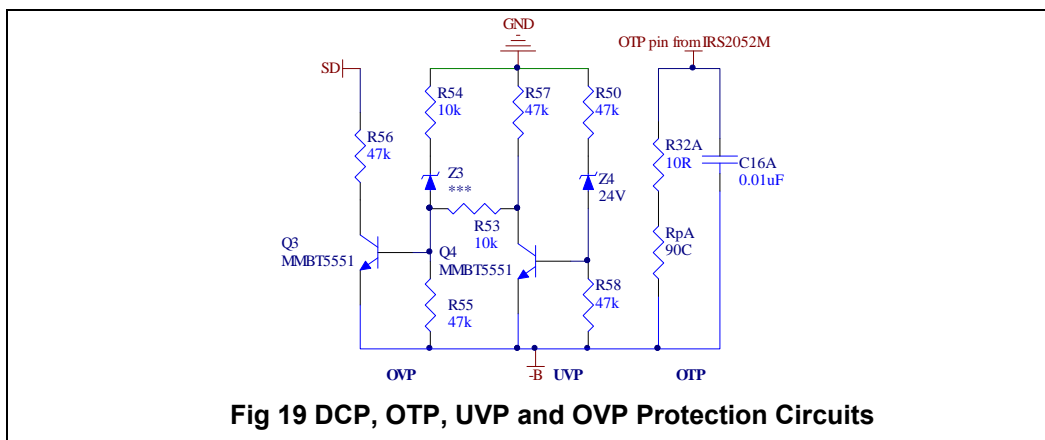 GND
OTP pin from IRS2052M
SD
R54
10k
R57
47k
R50
47k
R56
47k
R32A
10R
C16A
0.01uF
Z3
***
Z4
24V
R53
10k
RpA
90C
Q3
MMBT5551
Q4
MMBT5551
R55
47k
R58
47k
OVP
-B
UVP
OTP
Fig 19 DCP, OTP, UVP and OVP Protection Circuits